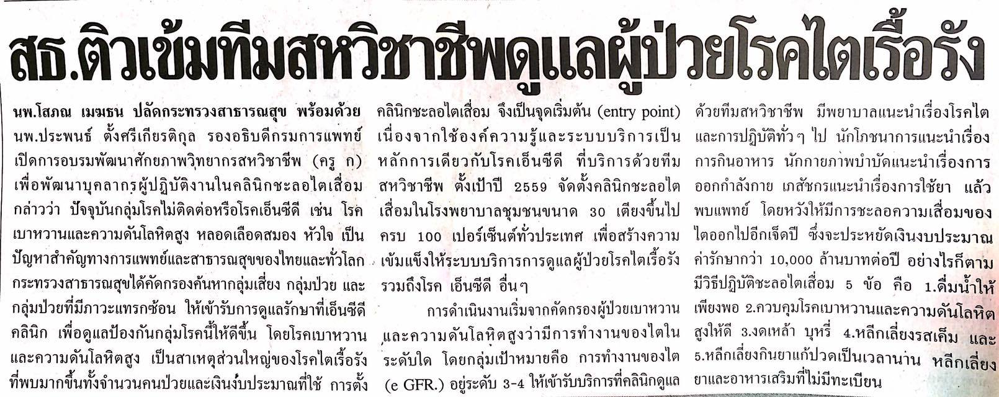 สธ.ติวเข้มทีมสหวิชาชีพดูแลผู้ป่วยโรคไตเรื้อรัง
นพ.โสภณ เมฆธน ปลัดกระทรวงสาธารณสุข พร้อมด้วย
นพ.ประพนธ์ ตั้งศรีเกียรติกุล รองอธิบดีกรมการแพทย์
เปิดการอบรมพัฒนาศักยภาพวิทยากรสหวิชาชีพ (ครู ก)
เพื่อพัฒนาบุคลากรผู้ปฏิบัติงานในคลินิกชะลอไตเสื่อม
กล่าวว่า ปัจจุบันกลุ่มโรคไม่ติดต่อหรือโรคเอ็นซีดี เช่น โรค
เบาหวานและความดันโลหิตสูง หลอดเลือดสมอง หัวใจ เป็น
ปัญหาสำคัญทางการแพทย์และสาธารณสุขของไทยและทั่วโลก
กระทรวงสาธารณสุขได้คัดกรองค้นหากลุ่มเสี่ยง กลุ่มป่วย และ
กลุ่มป่วยที่มีภาวะแทรกซ้อน ให้เข้ารับการดูแลรักษาที่เอ็นซีดี
คลินิก เพื่อดูแลป้องกันกลุ่มโรคนี้ให้ดีขึ้น โดยโรคเบาหวาน
และความดันโลหิตสูง เป็นสาเหตุส่วนใหญ่ของโรคไตเรื้อรัง
ที่พบมากขึ้นทั้งจำนวนคนป่วยและเงินงบประมาณที่ใช้ การตั้ง
คลินิกชะลอไตเสื่อม จึงเป็นจุดเริ่มต้น (entry point)
เนื่องจากใช้องค์ความรู้และระบบบริการเป็น
หลักการเดียวกับโรคเอ็นซีดี ที่บริการด้วยทีม
สหวิชาชีพ ตั้งเป้าปี 2559 จัดตั้งคลินิกชะลอไต
เสื่อมในโรงพยาบาลชุมชนขนาด 30 เตียงขึ้นไป
ครบ 100 เปอร์เซ็นต์ทั่วประเทศ เพื่อสร้างความ
เข้มแข็งให้ระบบบริการการดูแลผู้ป่วยโรคไตเรื้อรัง
รวมถึงโรค เอ็นซีดี อื่นๆ
การดำเนินงานเริ่มจากคัดกรองผู้ป่วยเบาหวาน
และความดันโลหิตสูงว่ามีการทำงานของไตใน
ระดับใด โดยกลุ่มเป้าหมายคือ การทำงานของไต
(e GFR.) อยู่ระดับ 3-4 ให้เข้ารับบริการที่คลินิกดูแล
ด้วยทีมสหวิชาชีพ มีพยาบาลแนะนำเรื่องโรคไต
และการปฏิบัติทั่วๆ ไป นักโภชนาการแนะนำเรื่อง
การกินอาหาร นักกายภาพบำบัดแนะนำเรื่องการ
ออกกำลังกาย เภสัชกรแนะนำเรื่องการใช้ยา แล้ว
พบแพทย์ โดยหวังให้มีการชะลอความเสื่อมของ
ไตออกไปอีกเจ็ดปี ซึ่งจะประหยัดเงินงบประมาณ
ค่ารักษากว่า 10,000 ล้านบาทต่อปี อย่างไรก็ตาม
มีวิธีปฏิบัติชะลอไตเสื่อม 5 ข้อ คือ 1.ดื่มน้ำให้
เพียงพอ 2.ควบคุมโรคเบาหวานและความดันโลหิต
สูงให้ดี 3.งดเหล้า บุหรี่ 4.หลีกเลี่ยงรสเค็ม และ
5.หลีกเลี่ยงกินยาแก้ปวดเป็นเวลานาน หลีกเลี่ยง
ยาและอาหารเสริมที่ไม่มีทะเบียน